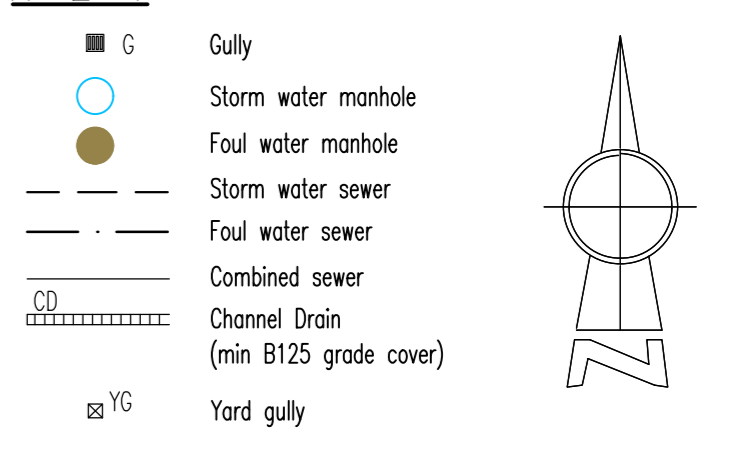 G Gully
Storm water manhole
Foul water manhole
Storm water sewer
Foul water sewer
Combined sewer
CD
Channel Drain
(min B125 grade cover)
YG Yard gully
N